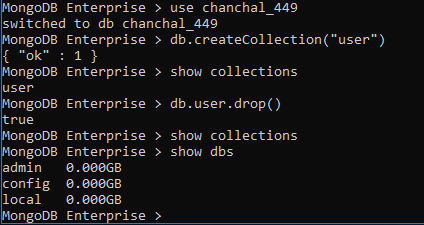 MongoDB Enterprise > use chanchal_449
switched to db chanchal_449
MongoDB Enterprise > db.createCollection("user")
{ "ok" : 1 }
MongoDB Enterprise > show collections
user
MongoDB Enterprise > db.user.drop()
true
MongoDB Enterprise > show collections
MongoDB Enterprise > show dbs
admin   0.000GB
config  0.000GB
local   0.000GB
MongoDB Enterprise >